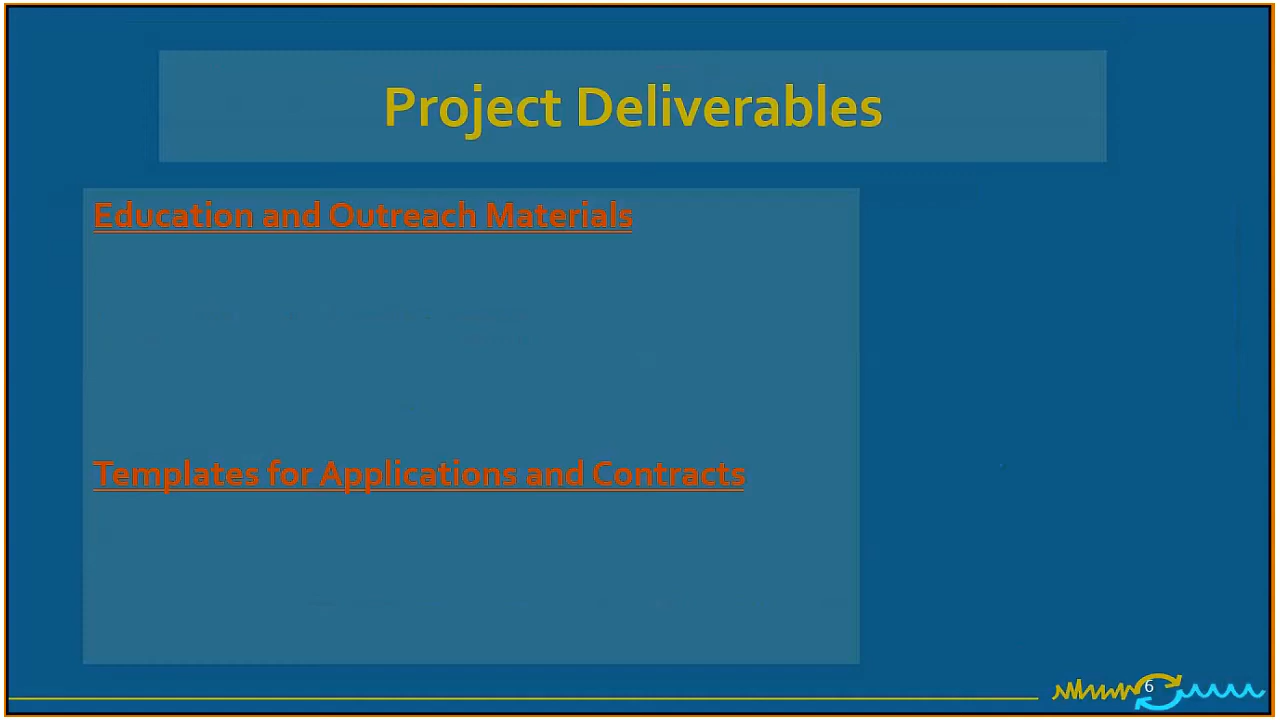 Project Deliverables
Education and Outreach Materials
Templates for Applications and Contracts
6